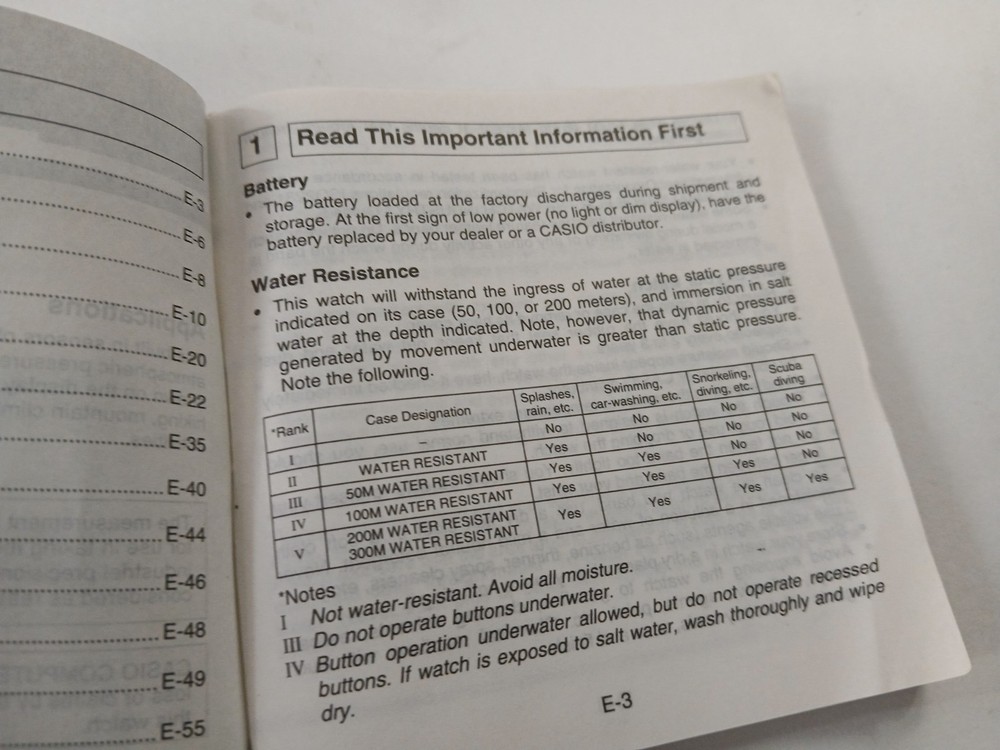 E-3
E-6
E-8
E-10
E-20
E-22
E-35
E-40
E-44
E-46
E-48
E-49
E-55
1 Read This Important Information First
Battery
• The battery loaded at the factory discharges during shipment and
storage. At the first sign of low power (no light or dim display), have the
battery replaced by your dealer or a CASIO distributor.
Water Resistance
• This watch will withstand the ingress of water at the static pressure
indicated on its case (50, 100, or 200 meters), and immersion in salt
water at the depth indicated. Note, however, that dynamic pressure
generated by movement underwater is greater than static pressure.
Note the following.
*Rank Case Designation Splashes, rain, etc. Swimming, car-washing, etc. Snorkeling, diving, etc. Scuba diving
I – No No No No
II WATER RESISTANT Yes No No No
III 50M WATER RESISTANT Yes Yes No No
IV 100M WATER RESISTANT Yes Yes Yes No
V 200M WATER RESISTANT Yes Yes Yes Yes
300M WATER RESISTANT
*Notes
I Not water-resistant. Avoid all moisture.
III Do not operate buttons underwater.
IV Button operation underwater allowed, but do not operate recessed
buttons. If watch is exposed to salt water, wash thoroughly and wipe
dry.
E-3